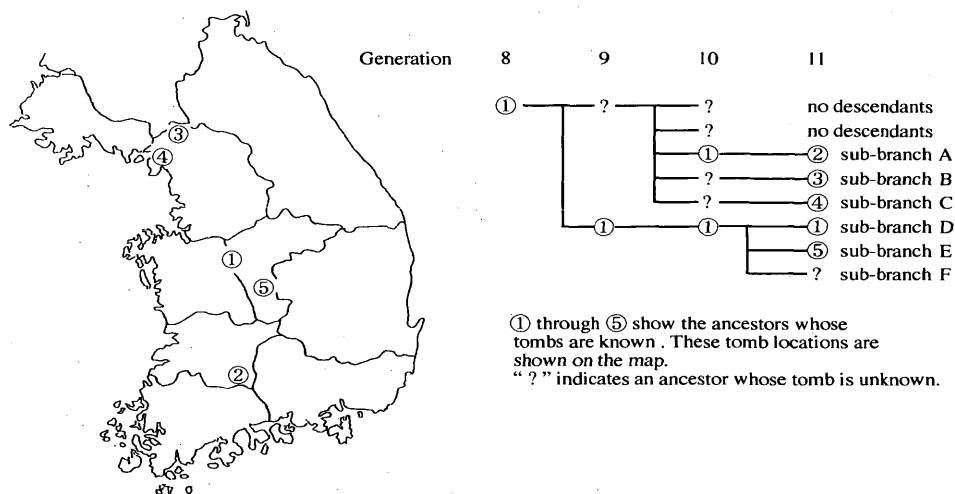 Generation 8 9 10 11
① ? ? no descendants
? no descendants
① ② sub-branch A
? ③ sub-branch B
? ④ sub-branch C
① ① ① sub-branch D
⑤ sub-branch E
? sub-branch F
① through ⑤ show the ancestors whose
tombs are known . These tomb locations are
shown on the map.
“ ? ” indicates an ancestor whose tomb is unknown.
③
④
①
⑤
②